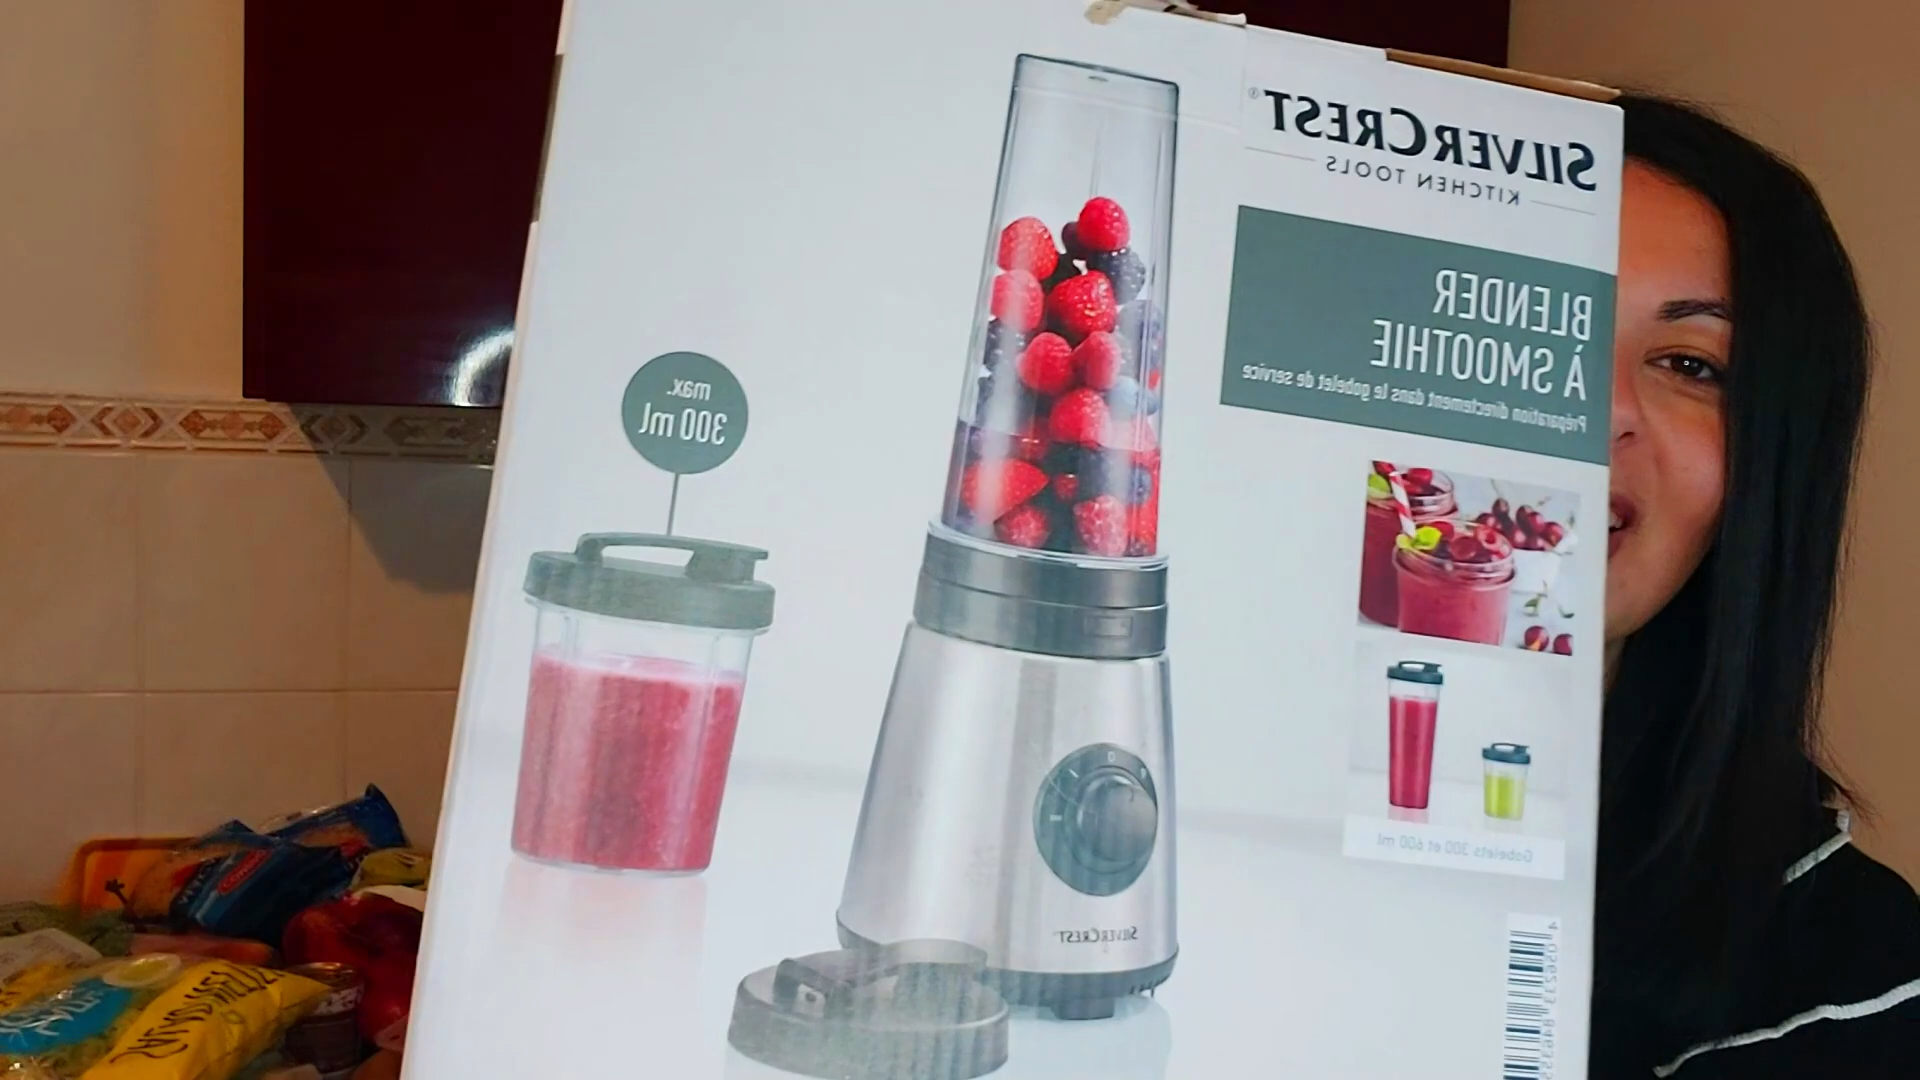 SILVERCREST®
KITCHEN TOOLS
BLENDER
À SMOOTHIE
Préparation directement dans le gobelet de service
max.
300 ml
Gobelets 300 et 600 ml
SILVERCREST